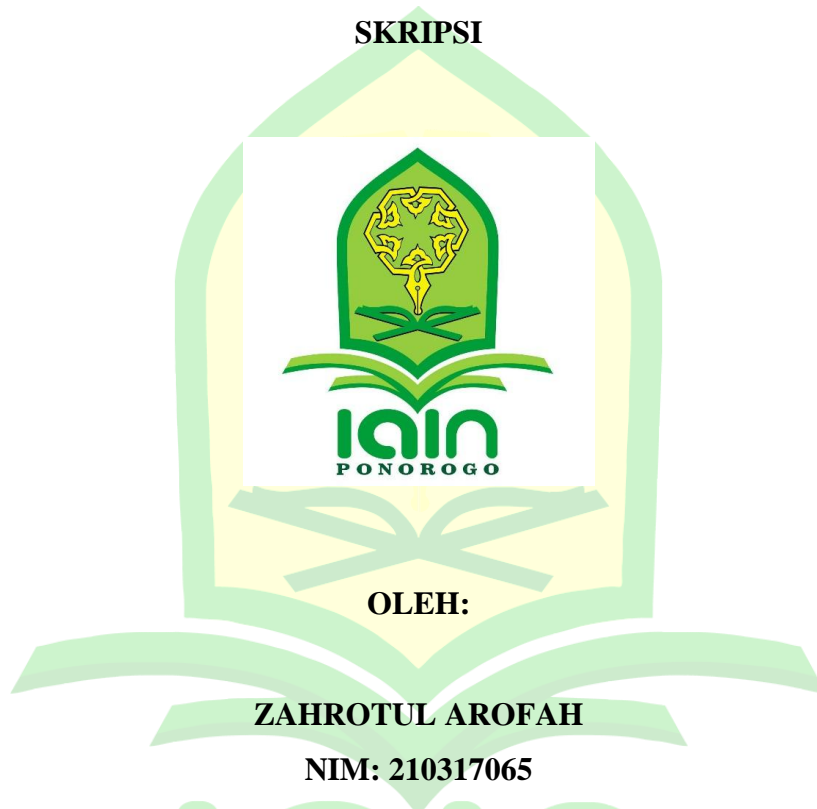 SKRIPSI
IAIN
PONOROGO
OLEH:
ZAHROTUL AROFAH
NIM: 210317065